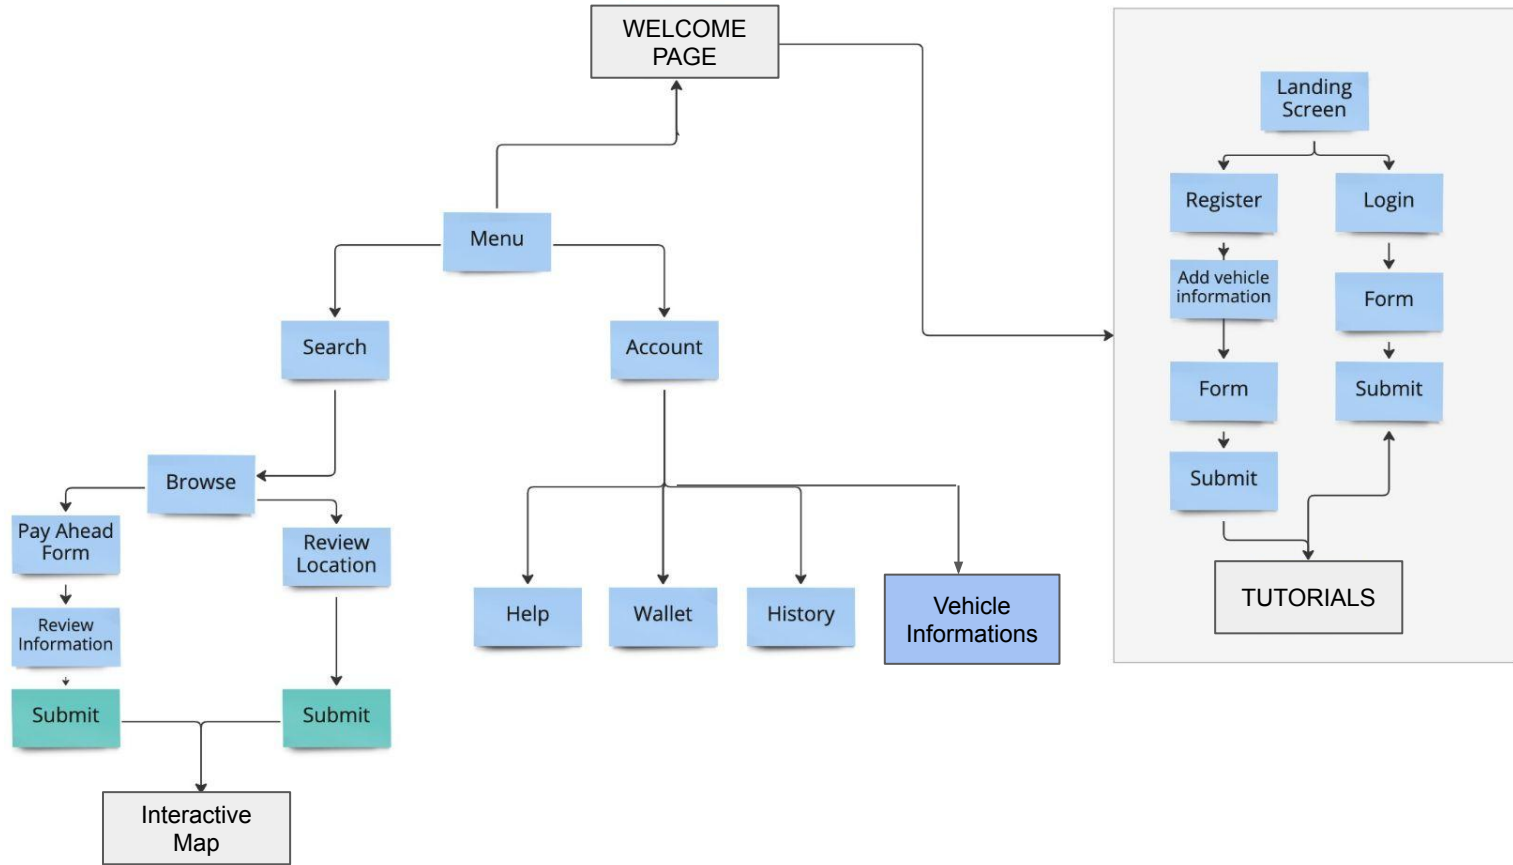 WELCOME
PAGE
Menu
Search
Account
Browse
Pay Ahead
Form
Review
Location
Review
Information
Submit
Submit
Interactive
Map
Help
Wallet
History
Vehicle
Informations
Landing
Screen
Register
Login
Add vehicle
information
Form
Form
Submit
Submit
TUTORIALS